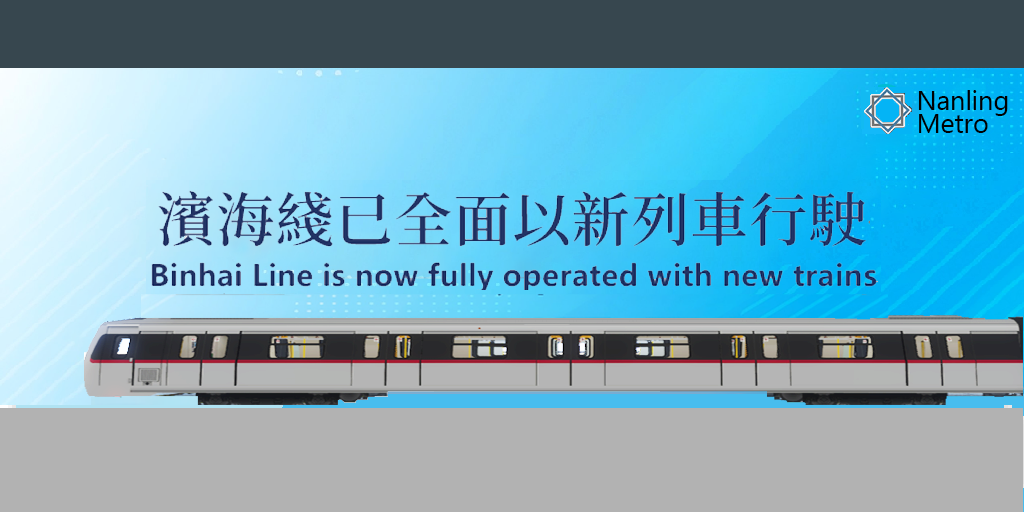 Nanling
Metro
濱海綫已全面以新列車行駛
Binhai Line is now fully operated with new trains